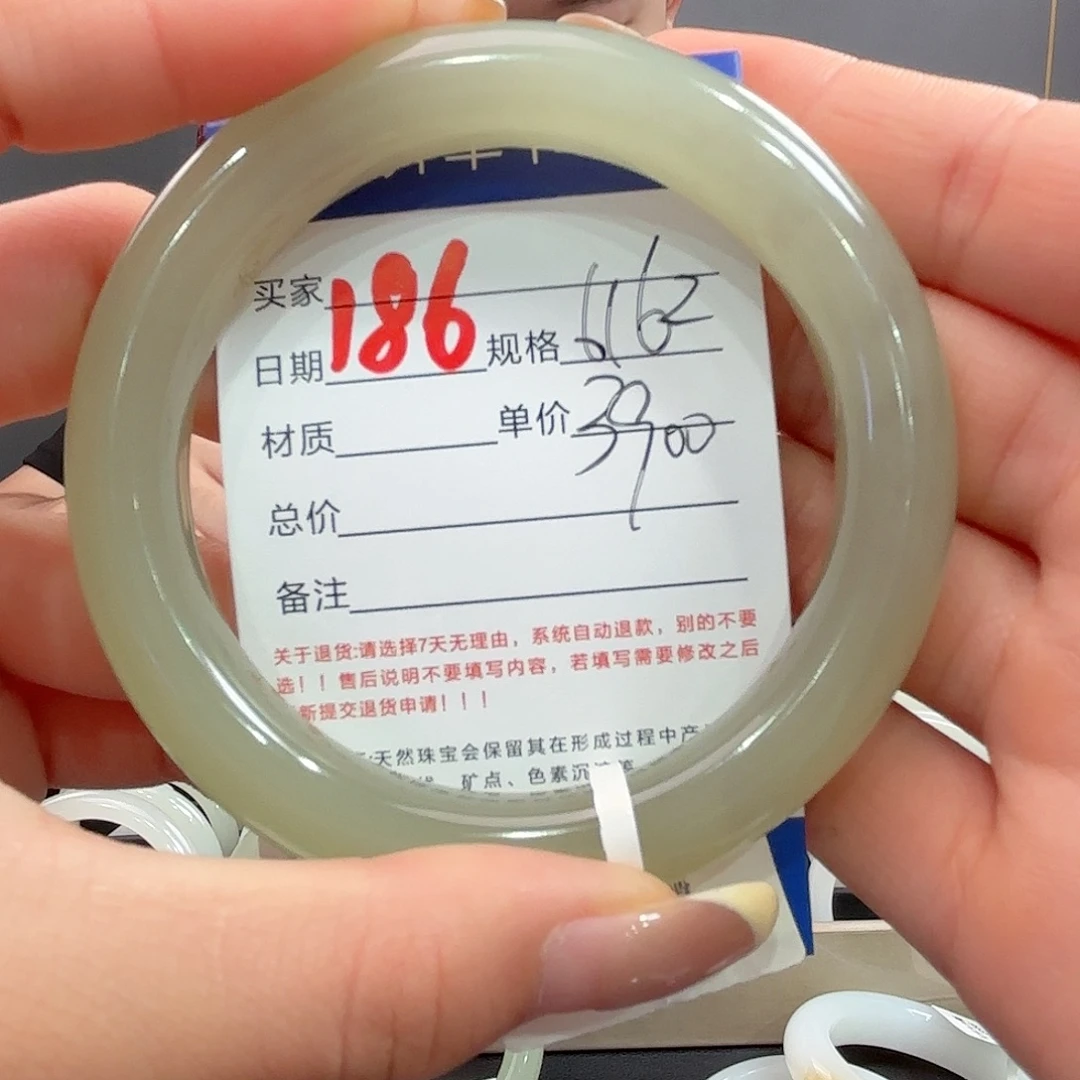 买家
日期 186 规格 6162
材质 单价 3900
总价
备注
关于退货:请选择7天无理由，系统自动退款，别的不要
选！！售后说明不要填写内容，若填写需要修改之后
新提交退货申请！！！
天然珠宝会保留其在形成过程中产
矿点、色素沉